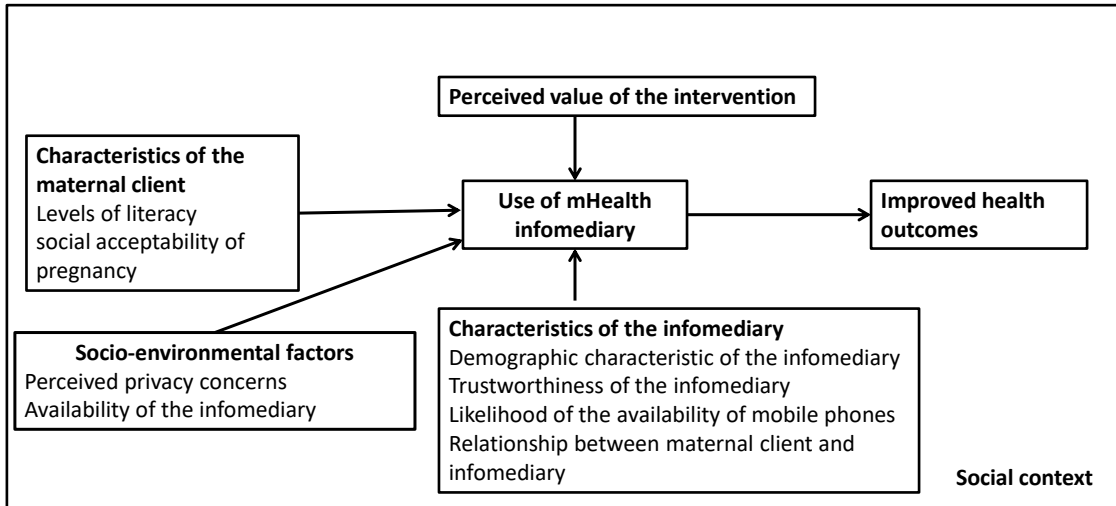 Perceived value of the intervention
Characteristics of the
maternal client
Levels of literacy
social acceptability of
pregnancy
Use of mHealth
infomediary
Improved health
outcomes
Socio-environmental factors
Perceived privacy concerns
Availability of the infomediary
Characteristics of the infomediary
Demographic characteristic of the infomediary
Trustworthiness of the infomediary
Likelihood of the availability of mobile phones
Relationship between maternal client and
infomediary
Social context